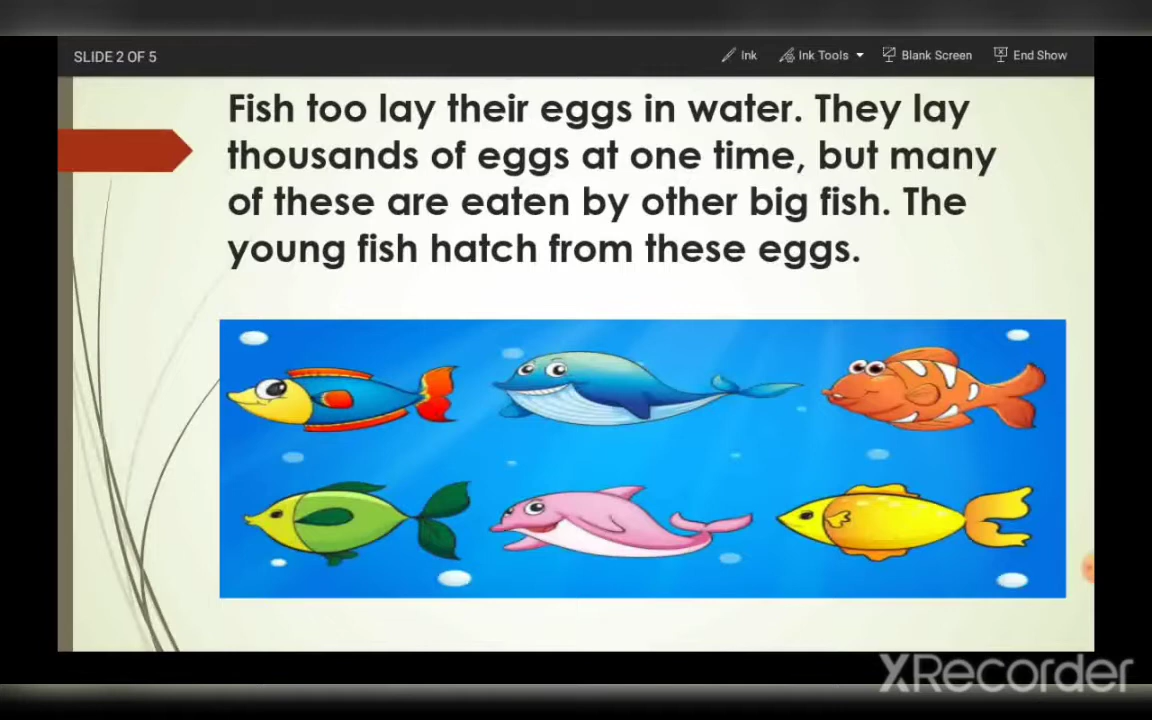 SLIDE 2 OF 5
Ink
Ink Tools
Blank Screen
End Show
Fish too lay their eggs in water. They lay
thousands of eggs at one time, but many
of these are eaten by other big fish. The
young fish hatch from these eggs.
XRecorder